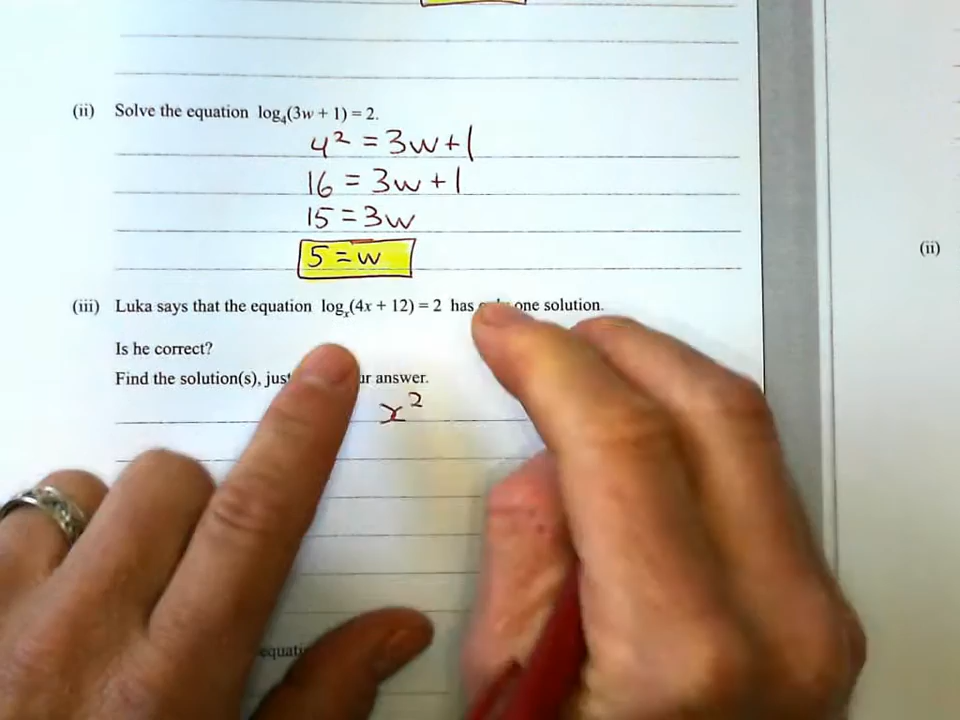 (ii) Solve the equation log₄(3w + 1) = 2.
4² = 3w + 1
16 = 3w + 1
15 = 3w
5 = w
(ii)
(iii) Luka says that the equation logₓ(4x + 12) = 2 has one solution.
Is he correct?
Find the solution(s), answer.
x²